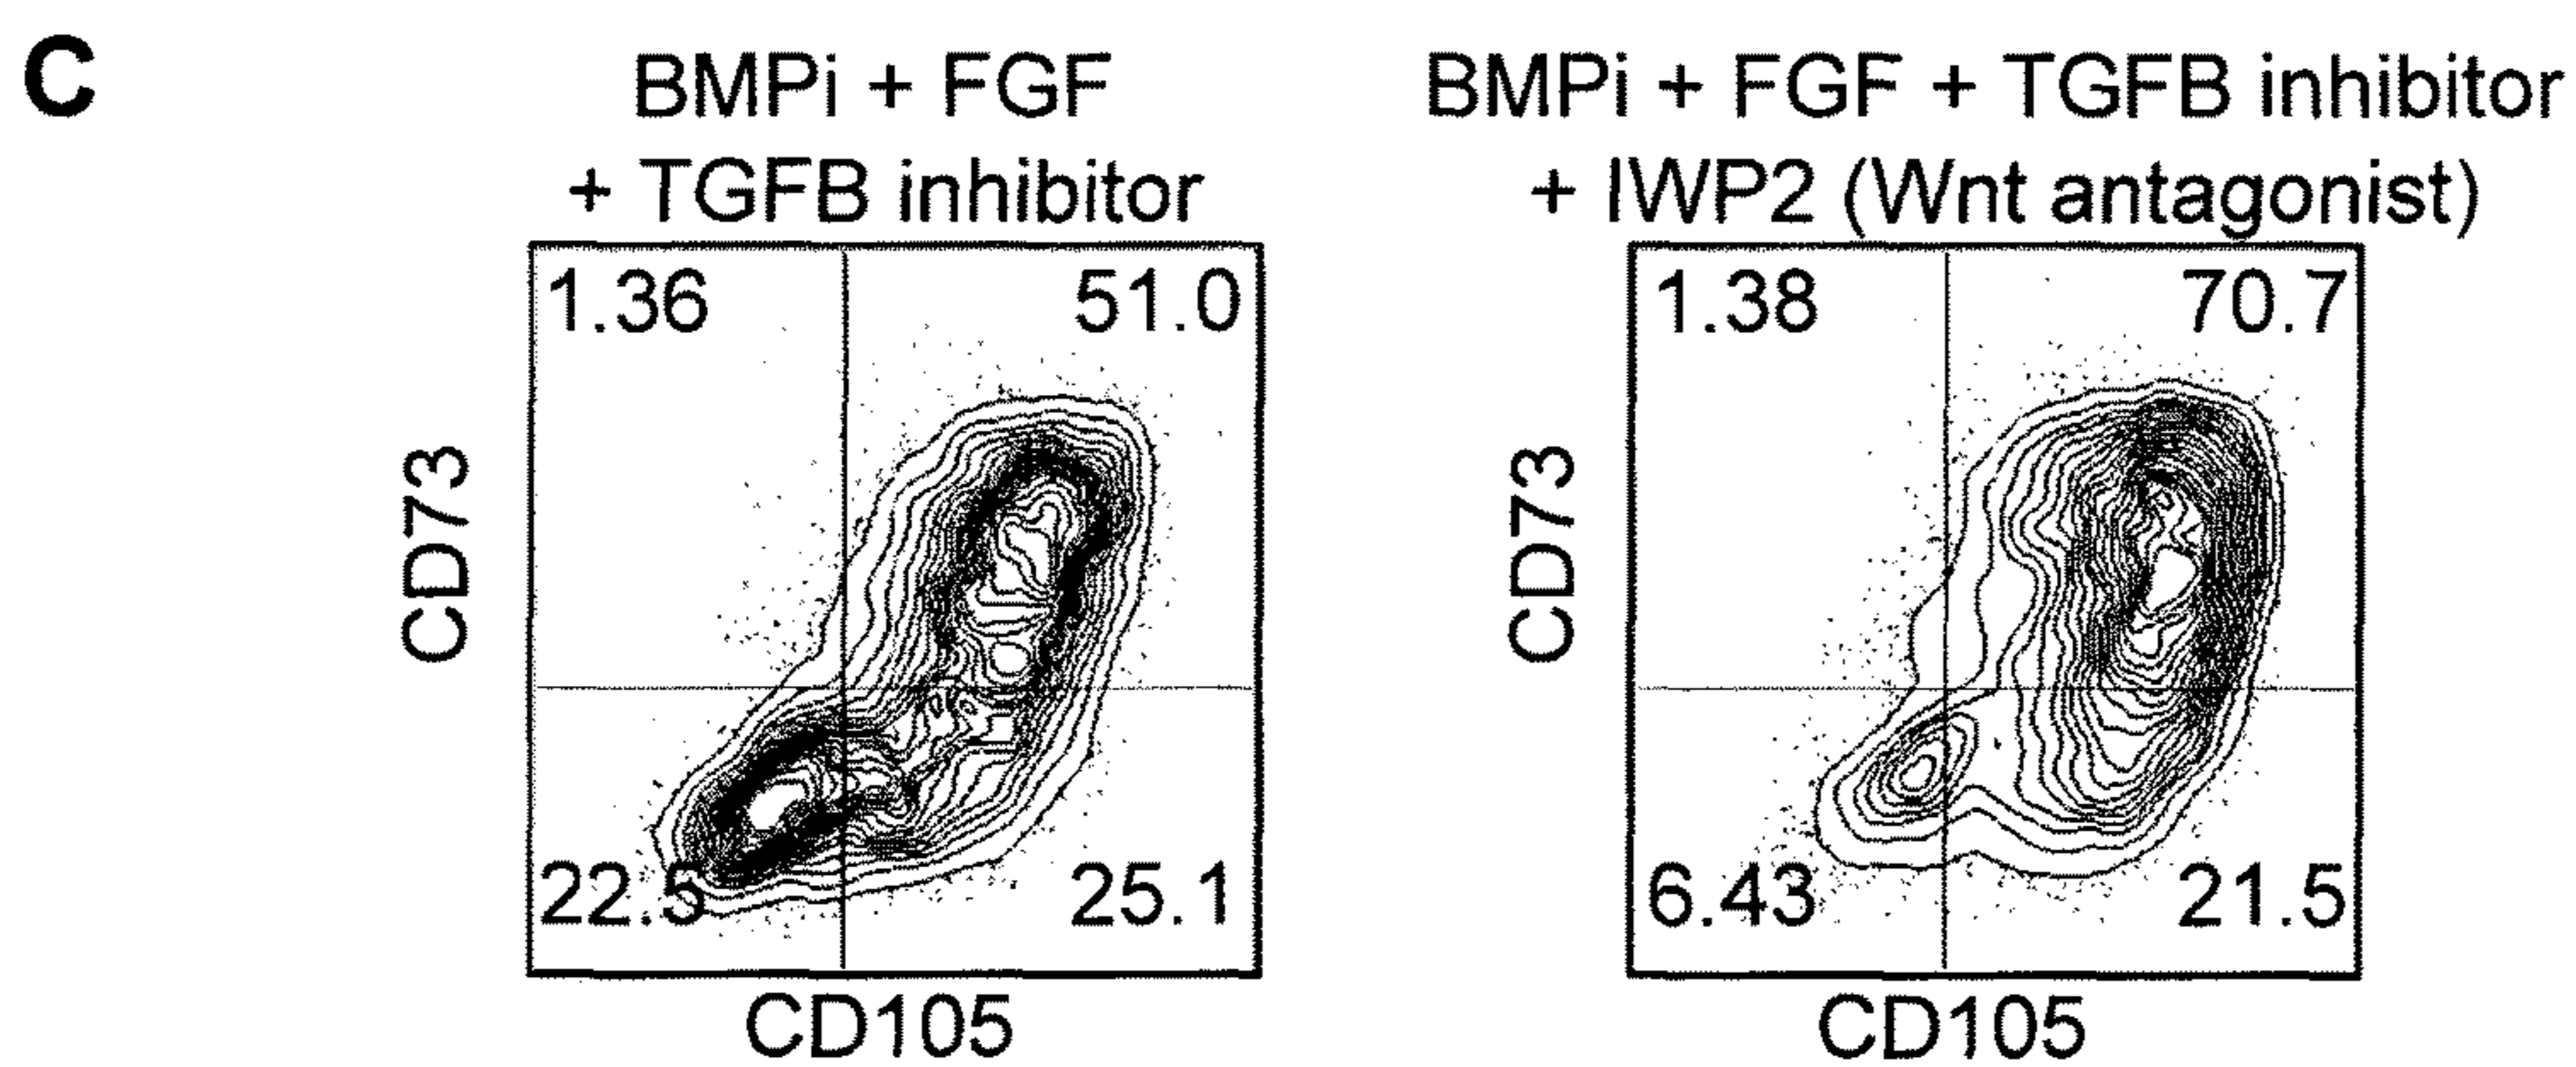 C
BMPi + FGF
+ TGFB inhibitor
1.36
51.0
CD73
22.5
25.1
CD105
BMPi + FGF + TGFB inhibitor
+ IWP2 (Wnt antagonist)
1.38
70.7
CD73
6.43
21.5
CD105